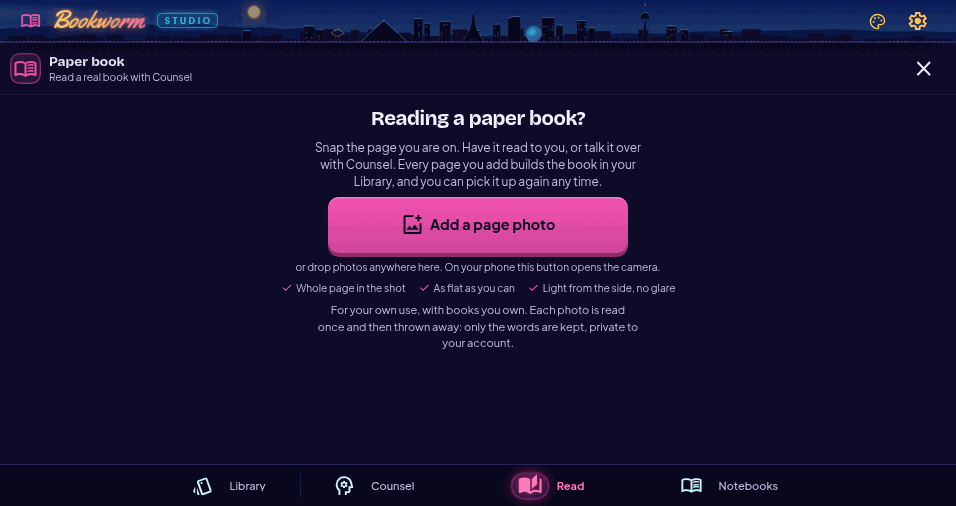 Bookworm STUDIO
Paper book
Read a real book with Counsel
Reading a paper book?
Snap the page you are on. Have it read to you, or talk it over
with Counsel. Every page you add builds the book in your
Library, and you can pick it up again any time.
Add a page photo
or drop photos anywhere here. On your phone this button opens the camera.
Whole page in the shot As flat as you can Light from the side, no glare
For your own use, with books you own. Each photo is read
once and then thrown away: only the words are kept, private to
your account.
Library Counsel Read Notebooks